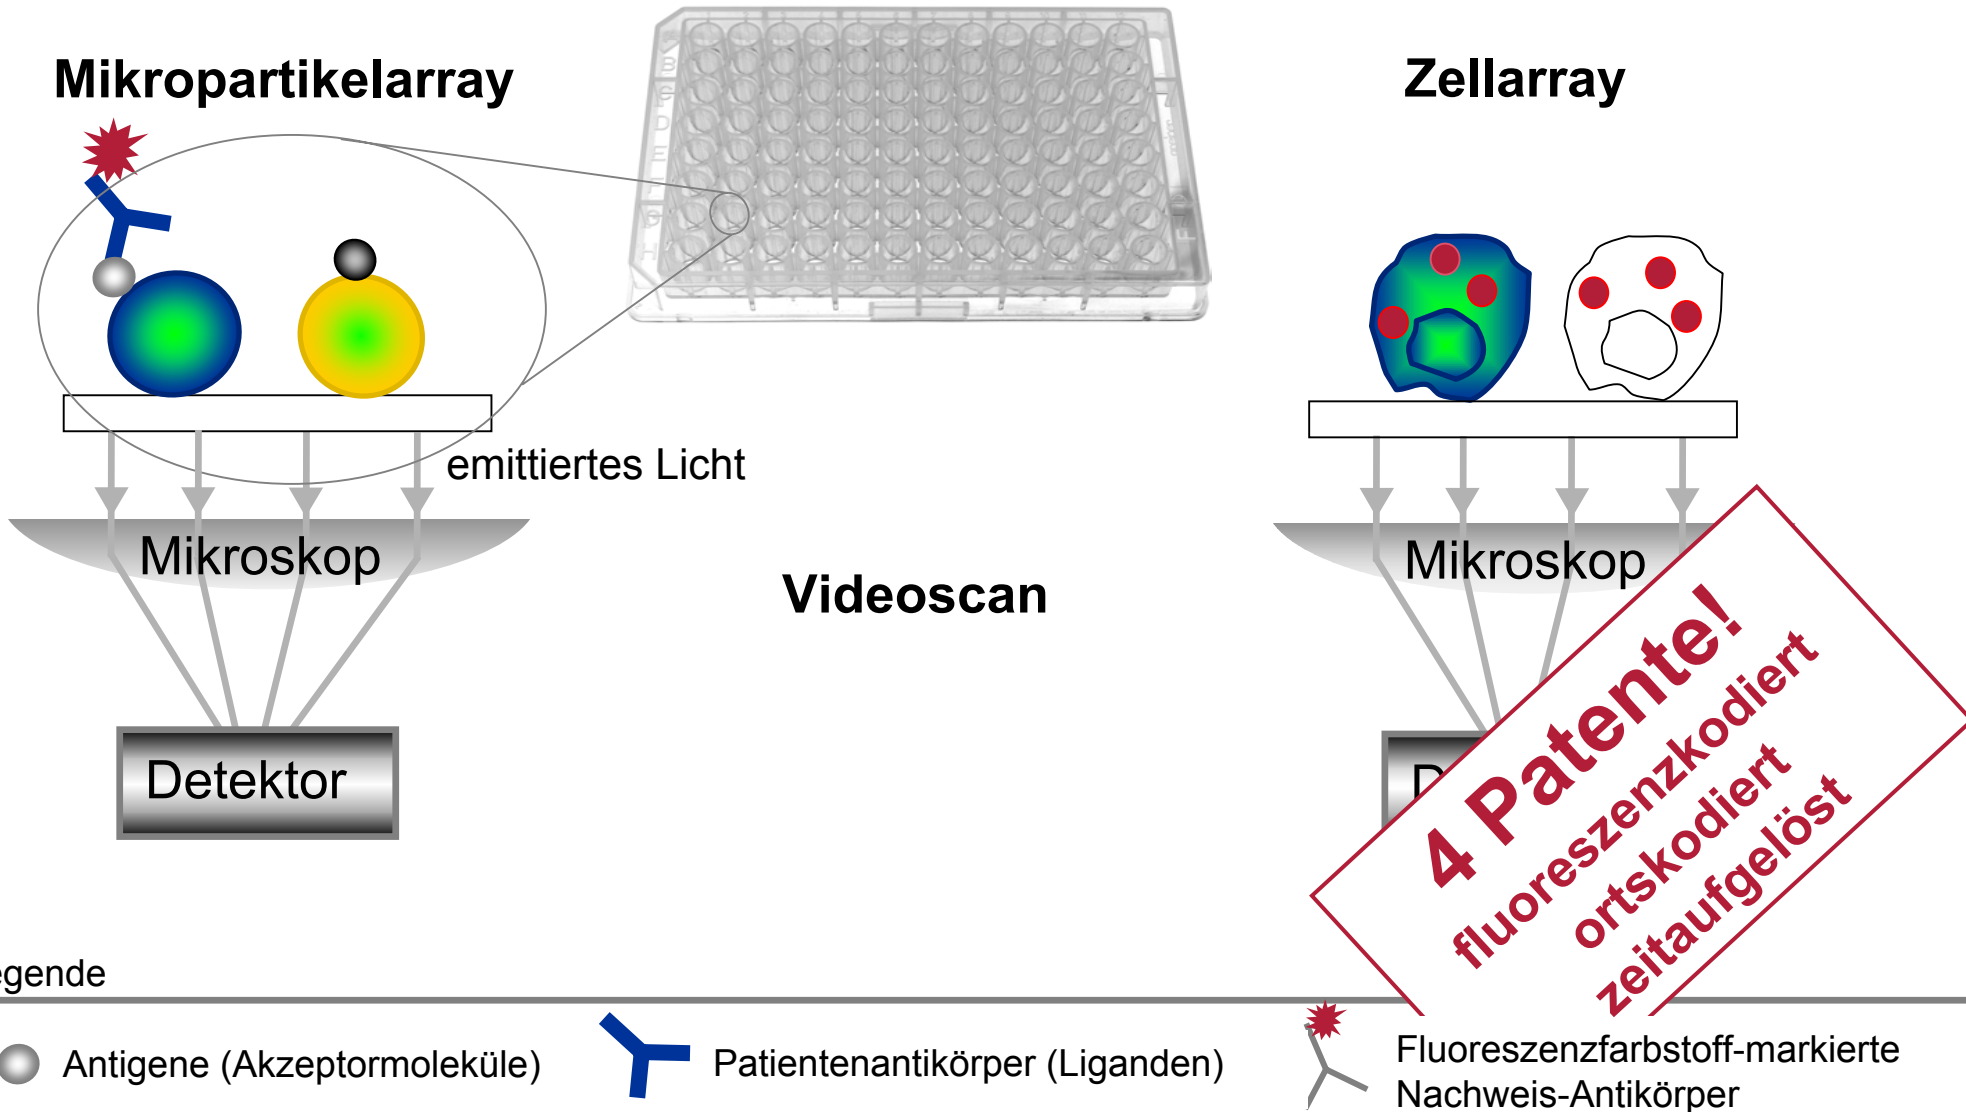 Mikropartikelarray
Zellarray
emittiertes Licht
Mikroskop
Mikroskop
Videoscan
Detektor
4 Patente!
fluoreszenzkodiert
ortskodiert
zeitaufgelöst
egende
Antigene (Akzeptormoleküle)
Patientenantikörper (Liganden)
Fluoreszenzfarbstoff-markierte
Nachweis-Antikörper